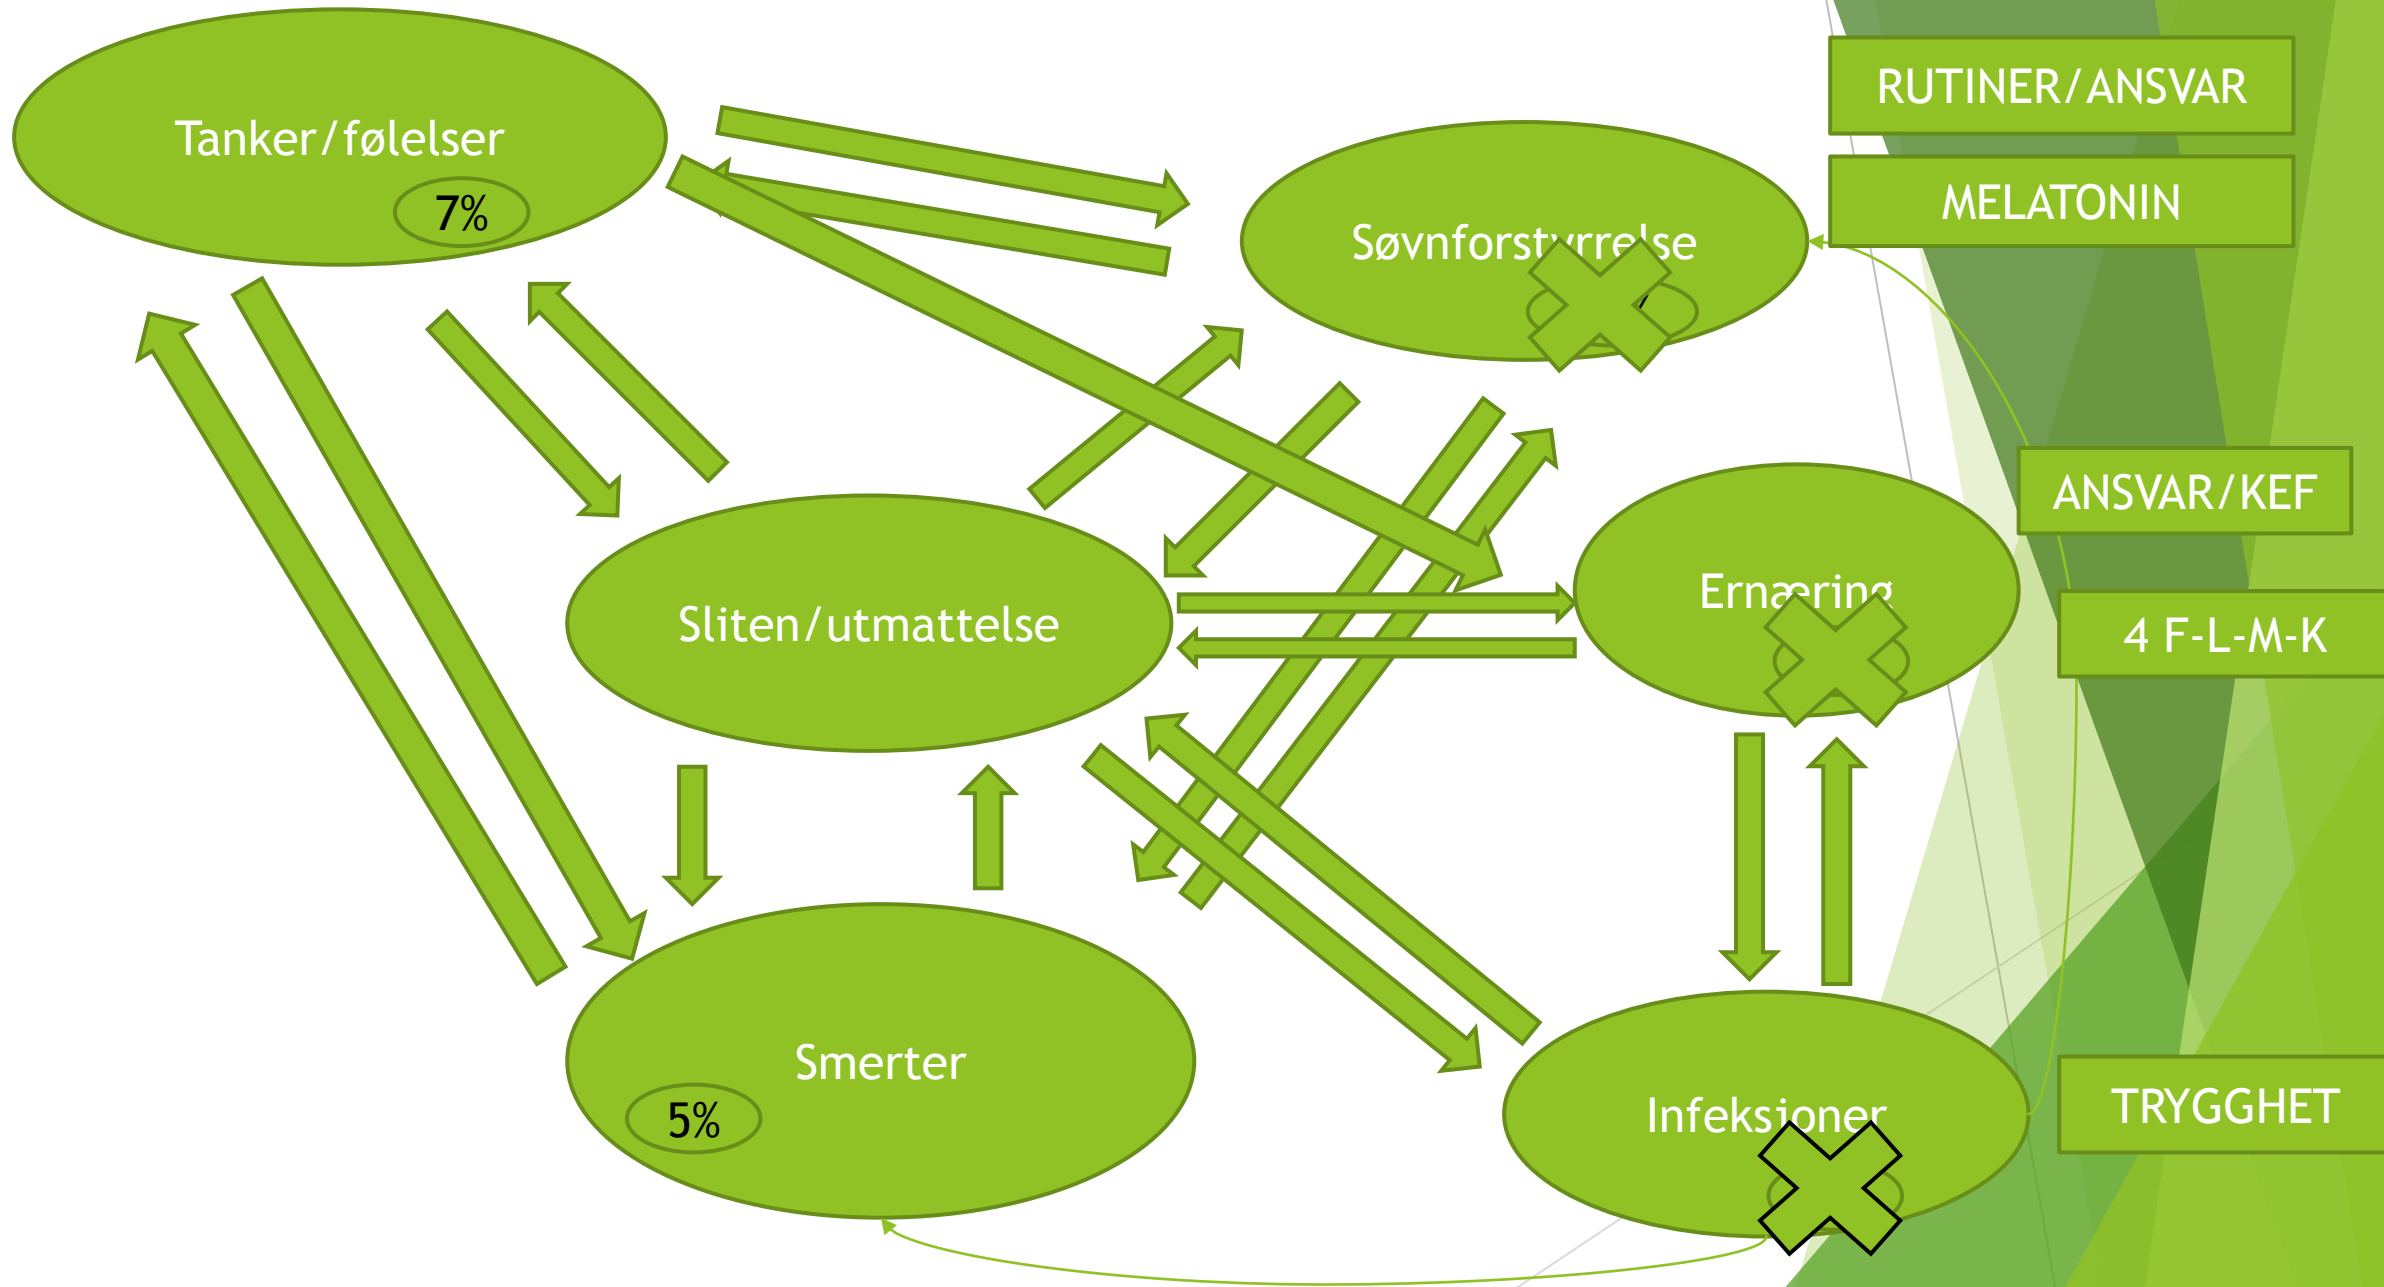 Tanker/følelser
7%
Søvnforstyrrelse
RUTINER/ANSVAR
MELATONIN
Sliten/utmattelse
Ernæring
ANSVAR/KEF
4 F-L-M-K
Smerter
5%
Infeksjoner
TRYGGHET